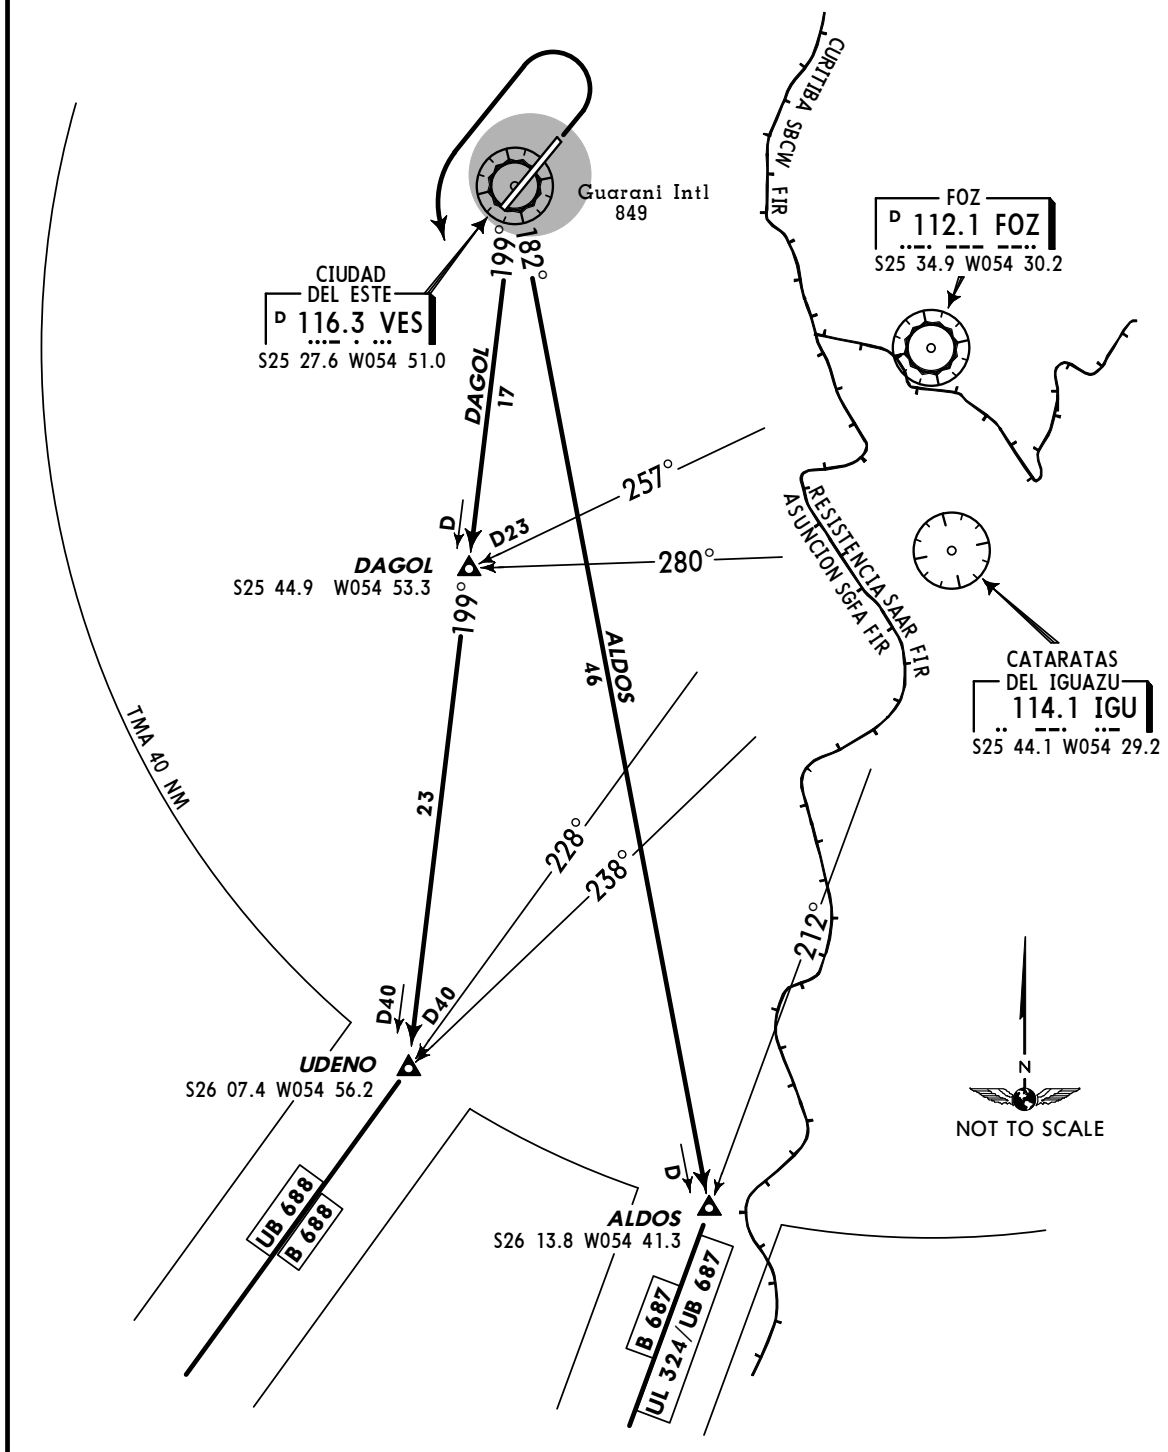 CURITIBA SBCW FIR
Guarani Intl
849
FOZ
D 112.1 FOZ
S25 34.9 W054 30.2
199°
182°
CIUDAD
DEL ESTE
D 116.3 VES
S25 27.6 W054 51.0
DAGOL
17
257°
D
D23
RESISTENCIA SAAR FIR
ASUNCION SGFA FIR
DAGOL
S25 44.9 W054 53.3
280°
199°
ALDOS
46
CATARATAS
DEL IGUAZU
114.1 IGU
S25 44.1 W054 29.2
TMA 40 NM
23
228°
238°
212°
D40
D40
UDENO
S26 07.4 W054 56.2
N
NOT TO SCALE
D
UB 688
B 688
ALDOS
S26 13.8 W054 41.3
B 687
UL 324/UB 687